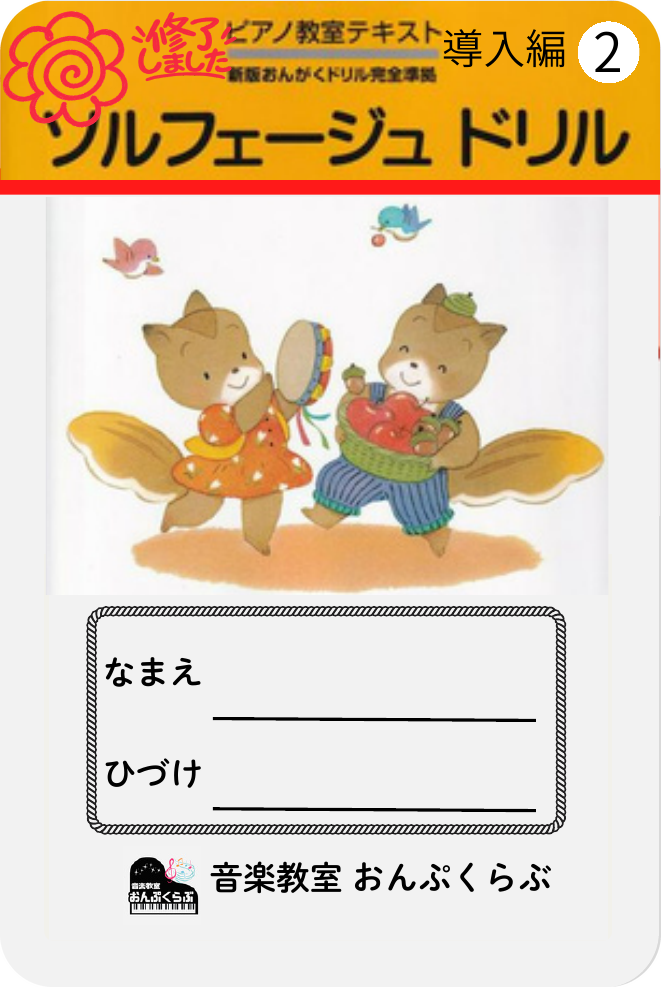 修了
しました
ピアノ教室テキスト
新版おんがくドリル完全準拠
導入編 2
ソルフェージュ ドリル
なまえ
ひづけ
音楽教室
おんぷくらぶ
音楽教室 おんぷくらぶ